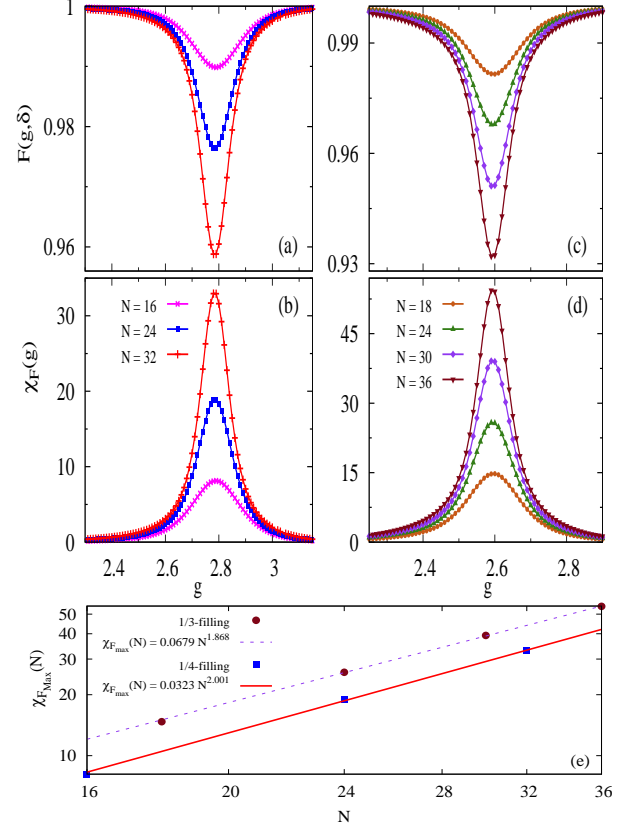 1
0.98
0.96
F(g,δ)
(a)
0.99
0.96
0.93
(c)
30
20
10
0
χF(g)
N = 16
N = 24
N = 32
(b)
2.4 2.6 2.8 3
g
45
30
15
0
N = 18
N = 24
N = 30
N = 36
(d)
2.4 2.6 2.8
g
50
40
30
20
10
χFMax(N)
1/3-filling
χFmax(N) = 0.0679 N^1.868
1/4-filling
χFmax(N) = 0.0323 N^2.001
(e)
16 20 24 28 32 36
N